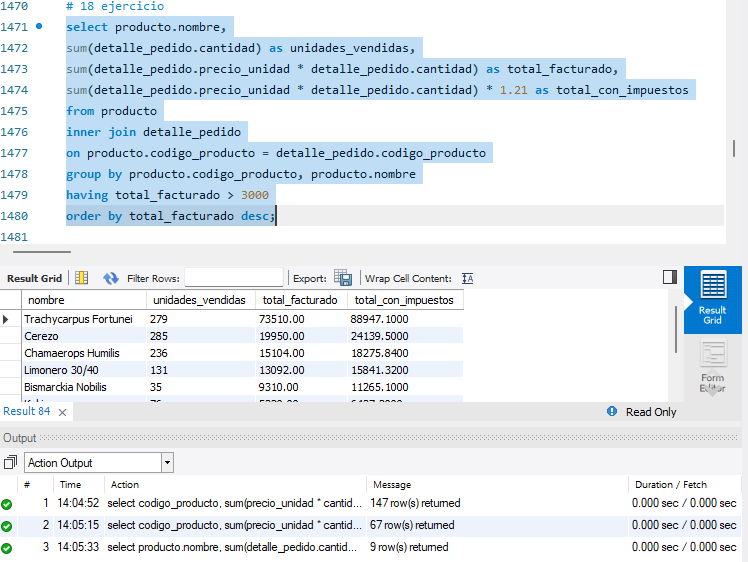 1470 # 18 ejercicio
1471 select producto.nombre,
1472 sum(detalle_pedido.cantidad) as unidades_vendidas,
1473 sum(detalle_pedido.precio_unidad * detalle_pedido.cantidad) as total_facturado,
1474 sum(detalle_pedido.precio_unidad * detalle_pedido.cantidad) * 1.21 as total_con_impuestos
1475 from producto
1476 inner join detalle_pedido
1477 on producto.codigo_producto = detalle_pedido.codigo_producto
1478 group by producto.codigo_producto, producto.nombre
1479 having total_facturado > 3000
1480 order by total_facturado desc;
1481
Result Grid Filter Rows: Export: Wrap Cell Content:
nombre unidades_vendidas total_facturado total_con_impuestos
Trachycarpus Fortunei 279 73510.00 88947.1000
Cerezo 285 19950.00 24139.5000
Chamaerops Humilis 236 15104.00 18275.8400
Limonero 30/40 131 13092.00 15841.3200
Bismarckia Nobilis 35 9310.00 11265.1000
Result Grid
Form Editor
Result 84 Read Only
Output
Action Output
# Time Action Message Duration / Fetch
1 14:04:52 select codigo_producto, sum(precio_unidad * cantid... 147 row(s) returned 0.000 sec / 0.000 sec
2 14:05:15 select codigo_producto, sum(precio_unidad * cantid... 67 row(s) returned 0.000 sec / 0.000 sec
3 14:05:33 select producto.nombre, sum(detalle_pedido.cantid... 9 row(s) returned 0.000 sec / 0.000 sec